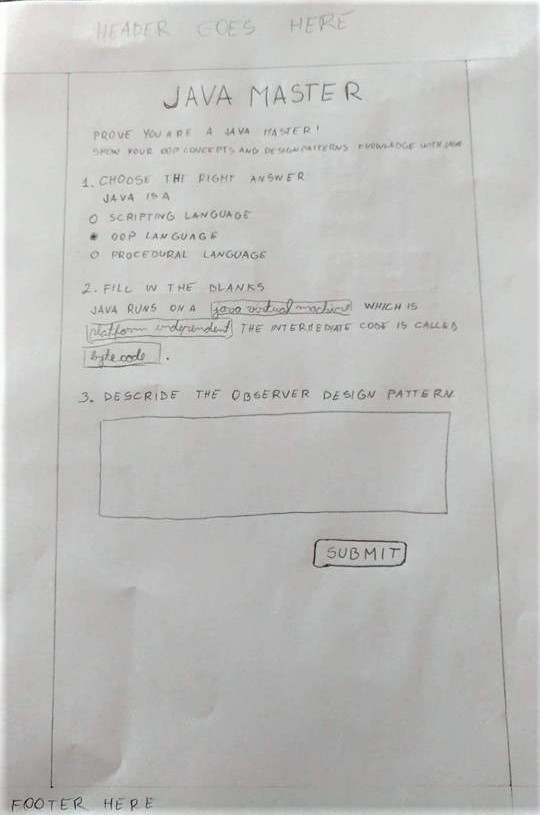 HEADER GOES HERE
JAVA MASTER
PROVE YOU ARE A JAVA MASTER!
SHOW YOUR OOP CONCEPTS AND DESIGN PATTERNS KNOWLEDGE WITH JAVA
1. CHOOSE THE RIGHT ANSWER
JAVA IS A
SCRIPTING LANGUAGE
OOP LANGUAGE
PROCEDURAL LANGUAGE
2. FILL IN THE BLANKS
JAVA RUNS ON A java virtual machine WHICH IS
platform independent THE INTERMEDIATE CODE IS CALLED
byte code.
3. DESCRIBE THE OBSERVER DESIGN PATTERN
SUBMIT
FOOTER HERE